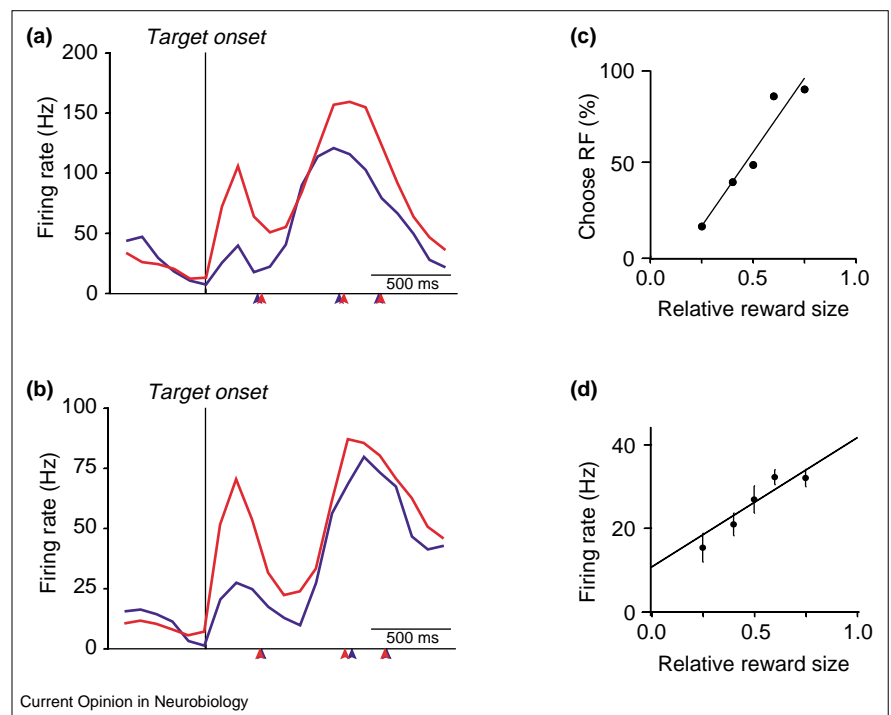 (a)
Target onset
200
150
100
50
0
Firing rate (Hz)
500 ms
(b)
Target onset
100
75
50
25
0
Firing rate (Hz)
500 ms
(c)
100
50
0
Choose RF (%)
0.0 0.5 1.0
Relative reward size
(d)
40
20
0
Firing rate (Hz)
0.0 0.5 1.0
Relative reward size
Current Opinion in Neurobiology